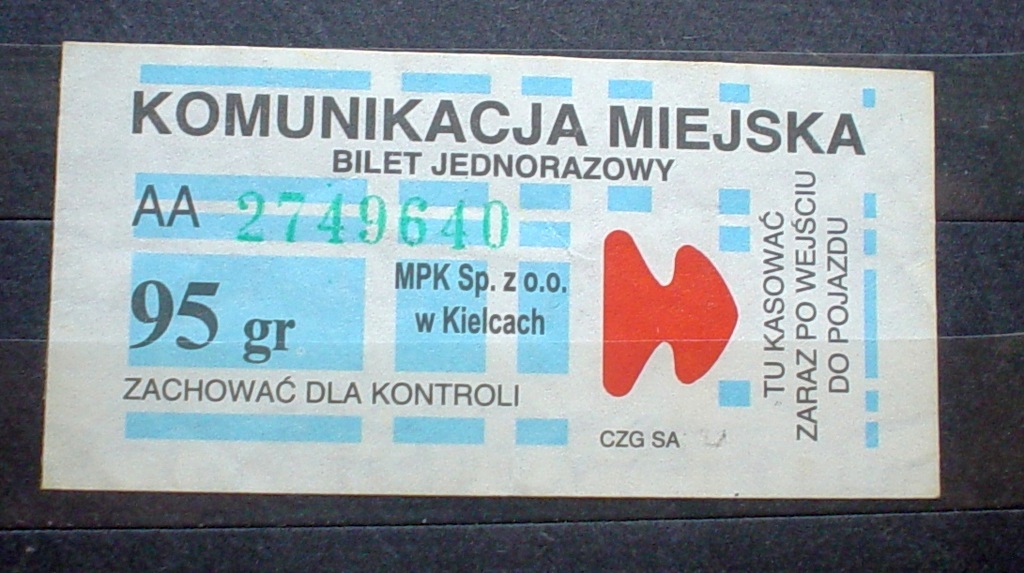 KOMUNIKACJA MIEJSKA
BILET JEDNORAZOWY
AA 2749640
95 gr
MPK Sp. z o.o.
w Kielcach
ZACHOWAĆ DLA KONTROLI
CZG SA
TU KASOWAĆ
ZARAZ PO WEJŚCIU
DO POJAZDU